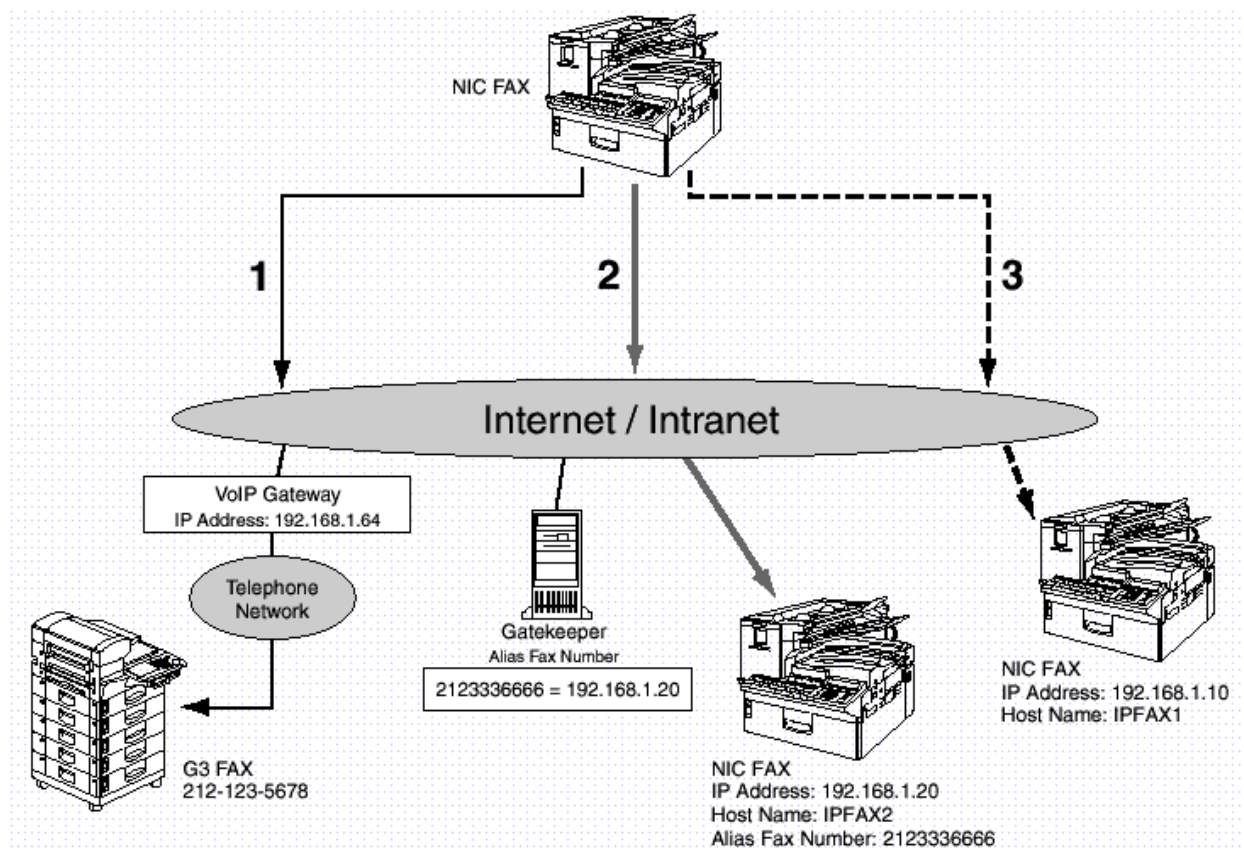 NIC FAX
1
2
3
Internet / Intranet
VoIP Gateway
IP Address: 192.168.1.64
Telephone
Network
G3 FAX
212-123-5678
Gatekeeper
Alias Fax Number
2123336666 = 192.168.1.20
NIC FAX
IP Address: 192.168.1.20
Host Name: IPFAX2
Alias Fax Number: 2123336666
NIC FAX
IP Address: 192.168.1.10
Host Name: IPFAX1